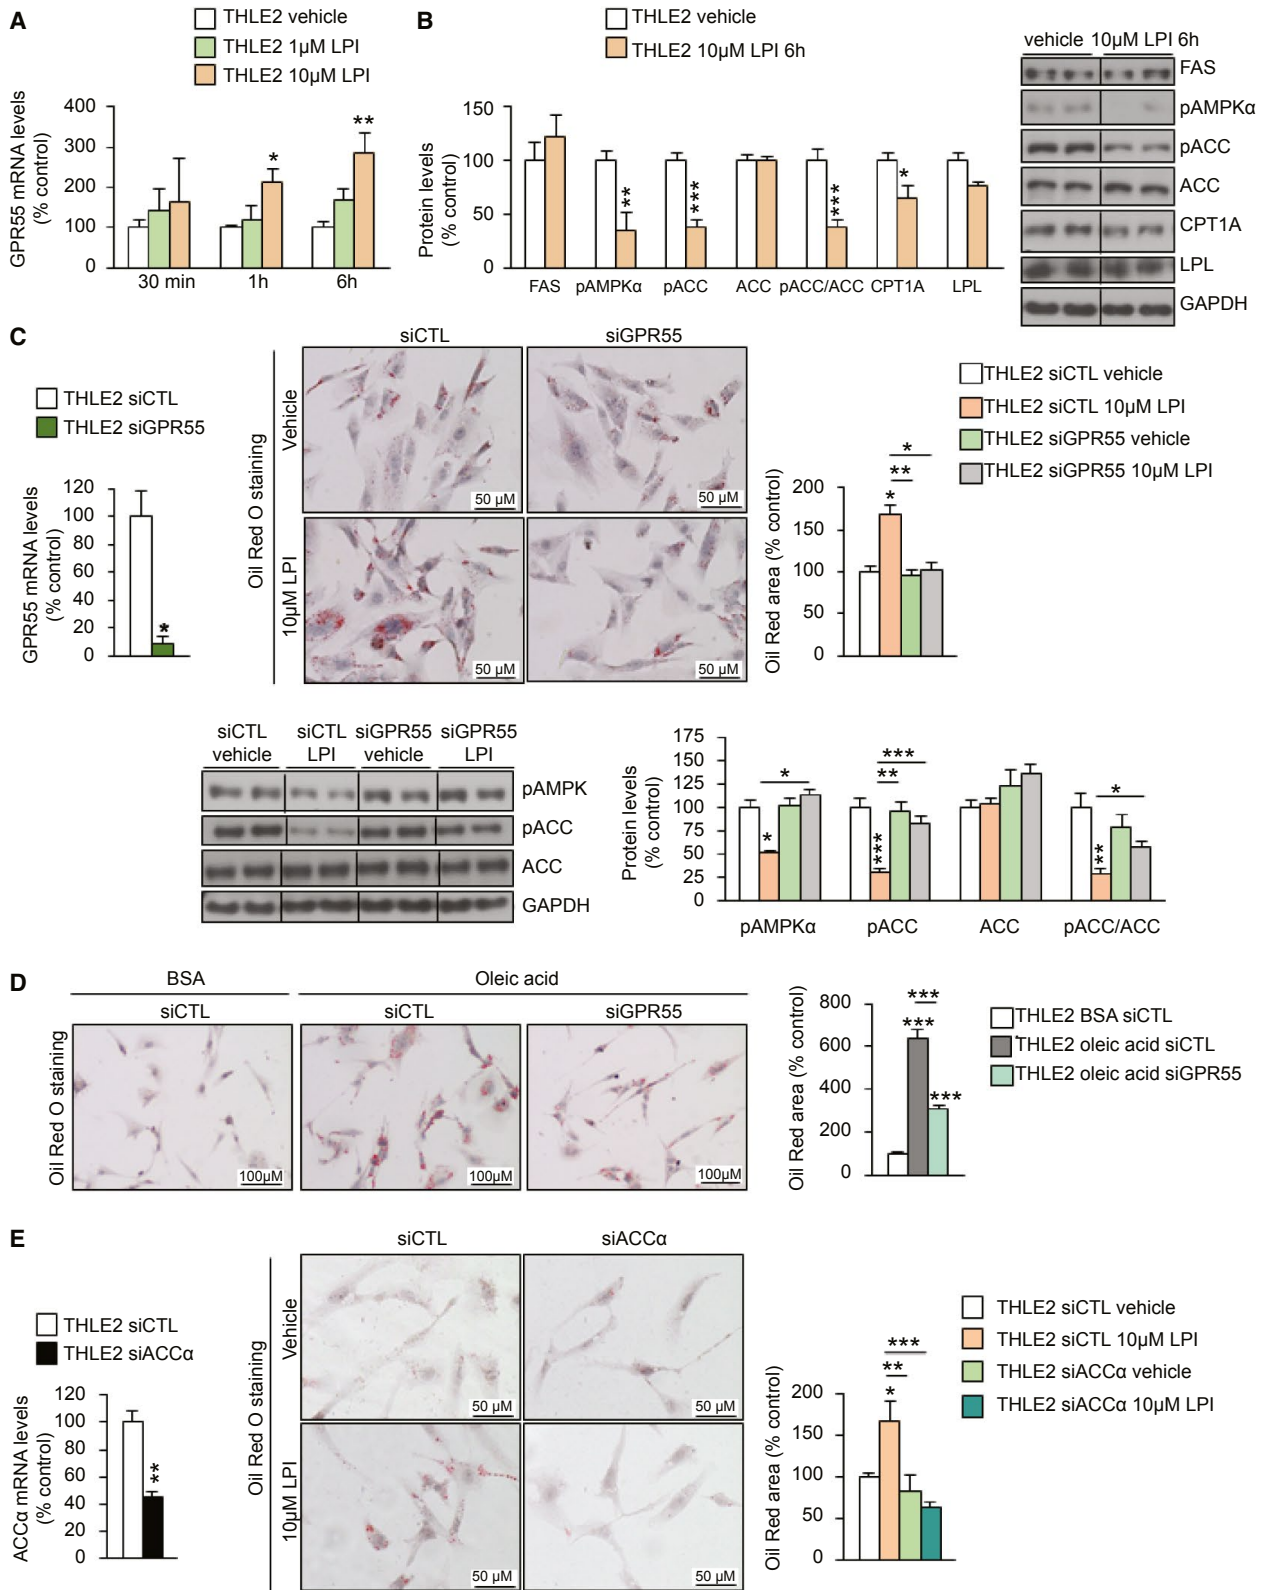 A
THLE2 vehicle
THLE2 1µM LPI
THLE2 10µM LPI
GPR55 mRNA levels
(% control)
400
300
200
100
0
*
**
30 min 1h 6h
B
THLE2 vehicle
THLE2 10µM LPI 6h
Protein levels
(% control)
150
100
50
0
** *** *** *
FAS pAMPKα pACC ACC pACC/ACC CPT1A LPL
vehicle 10µM LPI 6h
FAS
pAMPKα
pACC
ACC
CPT1A
LPL
GAPDH
C
THLE2 siCTL
THLE2 siGPR55
GPR55 mRNA levels
(% control)
120
100
80
60
40
20
0
*
siCTL siGPR55
Oil Red O staining
Vehicle
10µM LPI
50 µM 50 µM
50 µM 50 µM
THLE2 siCTL vehicle
THLE2 siCTL 10µM LPI
THLE2 siGPR55 vehicle
THLE2 siGPR55 10µM LPI
Oil Red area (% control)
200
150
100
50
0
*
**
*
siCTL siCTL siGPR55 siGPR55
vehicle LPI vehicle LPI
pAMPK
pACC
ACC
GAPDH
Protein levels
(% control)
175
150
125
100
75
50
25
0
*
*
***
**
***
*
**
pAMPKα pACC ACC pACC/ACC
D
BSA Oleic acid
siCTL siCTL siGPR55
Oil Red O staining
100µM 100µM 100µM
Oil Red area (% control)
800
600
400
200
0
***
***
***
THLE2 BSA siCTL
THLE2 oleic acid siCTL
THLE2 oleic acid siGPR55
E
THLE2 siCTL
THLE2 siACCα
ACCα mRNA levels
(% control)
120
100
80
60
40
20
0
**
siCTL siACCα
Oil Red O staining
Vehicle
10µM LPI
50 µM 50 µM
50 µM 50 µM
THLE2 siCTL vehicle
THLE2 siCTL 10µM LPI
THLE2 siACCα vehicle
THLE2 siACCα 10µM LPI
Oil Red area (% control)
200
150
100
50
0
***
**
*